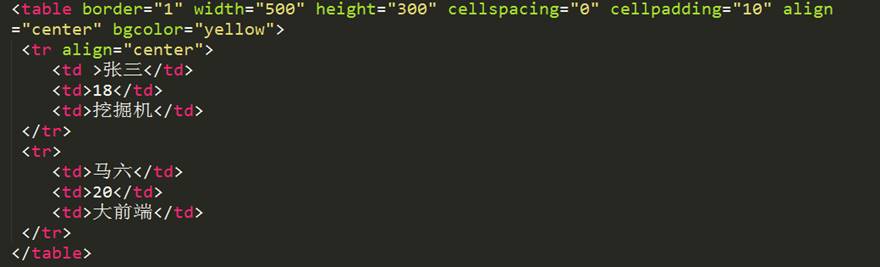 <table border="1" width="500" height="300" cellspacing="0" cellpadding="10" align
="center" bgcolor="yellow">
<tr align="center">
<td >张三</td>
<td>18</td>
<td>挖掘机</td>
</tr>
<tr>
<td>马六</td>
<td>20</td>
<td>大前端</td>
</tr>
</table>